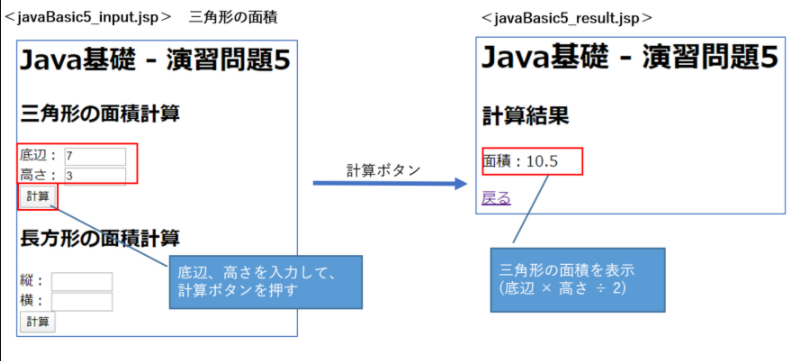 <javaBasic5_input.jsp> 三角形の面積
Java基礎 - 演習問題5
三角形の面積計算
底辺： 7
高さ： 3
計算
長方形の面積計算
縦：
横：
計算
底辺、高さを入力して、
計算ボタンを押す
計算ボタン
<javaBasic5_result.jsp>
Java基礎 - 演習問題5
計算結果
面積：10.5
戻る
三角形の面積を表示
(底辺 × 高さ ÷ 2)